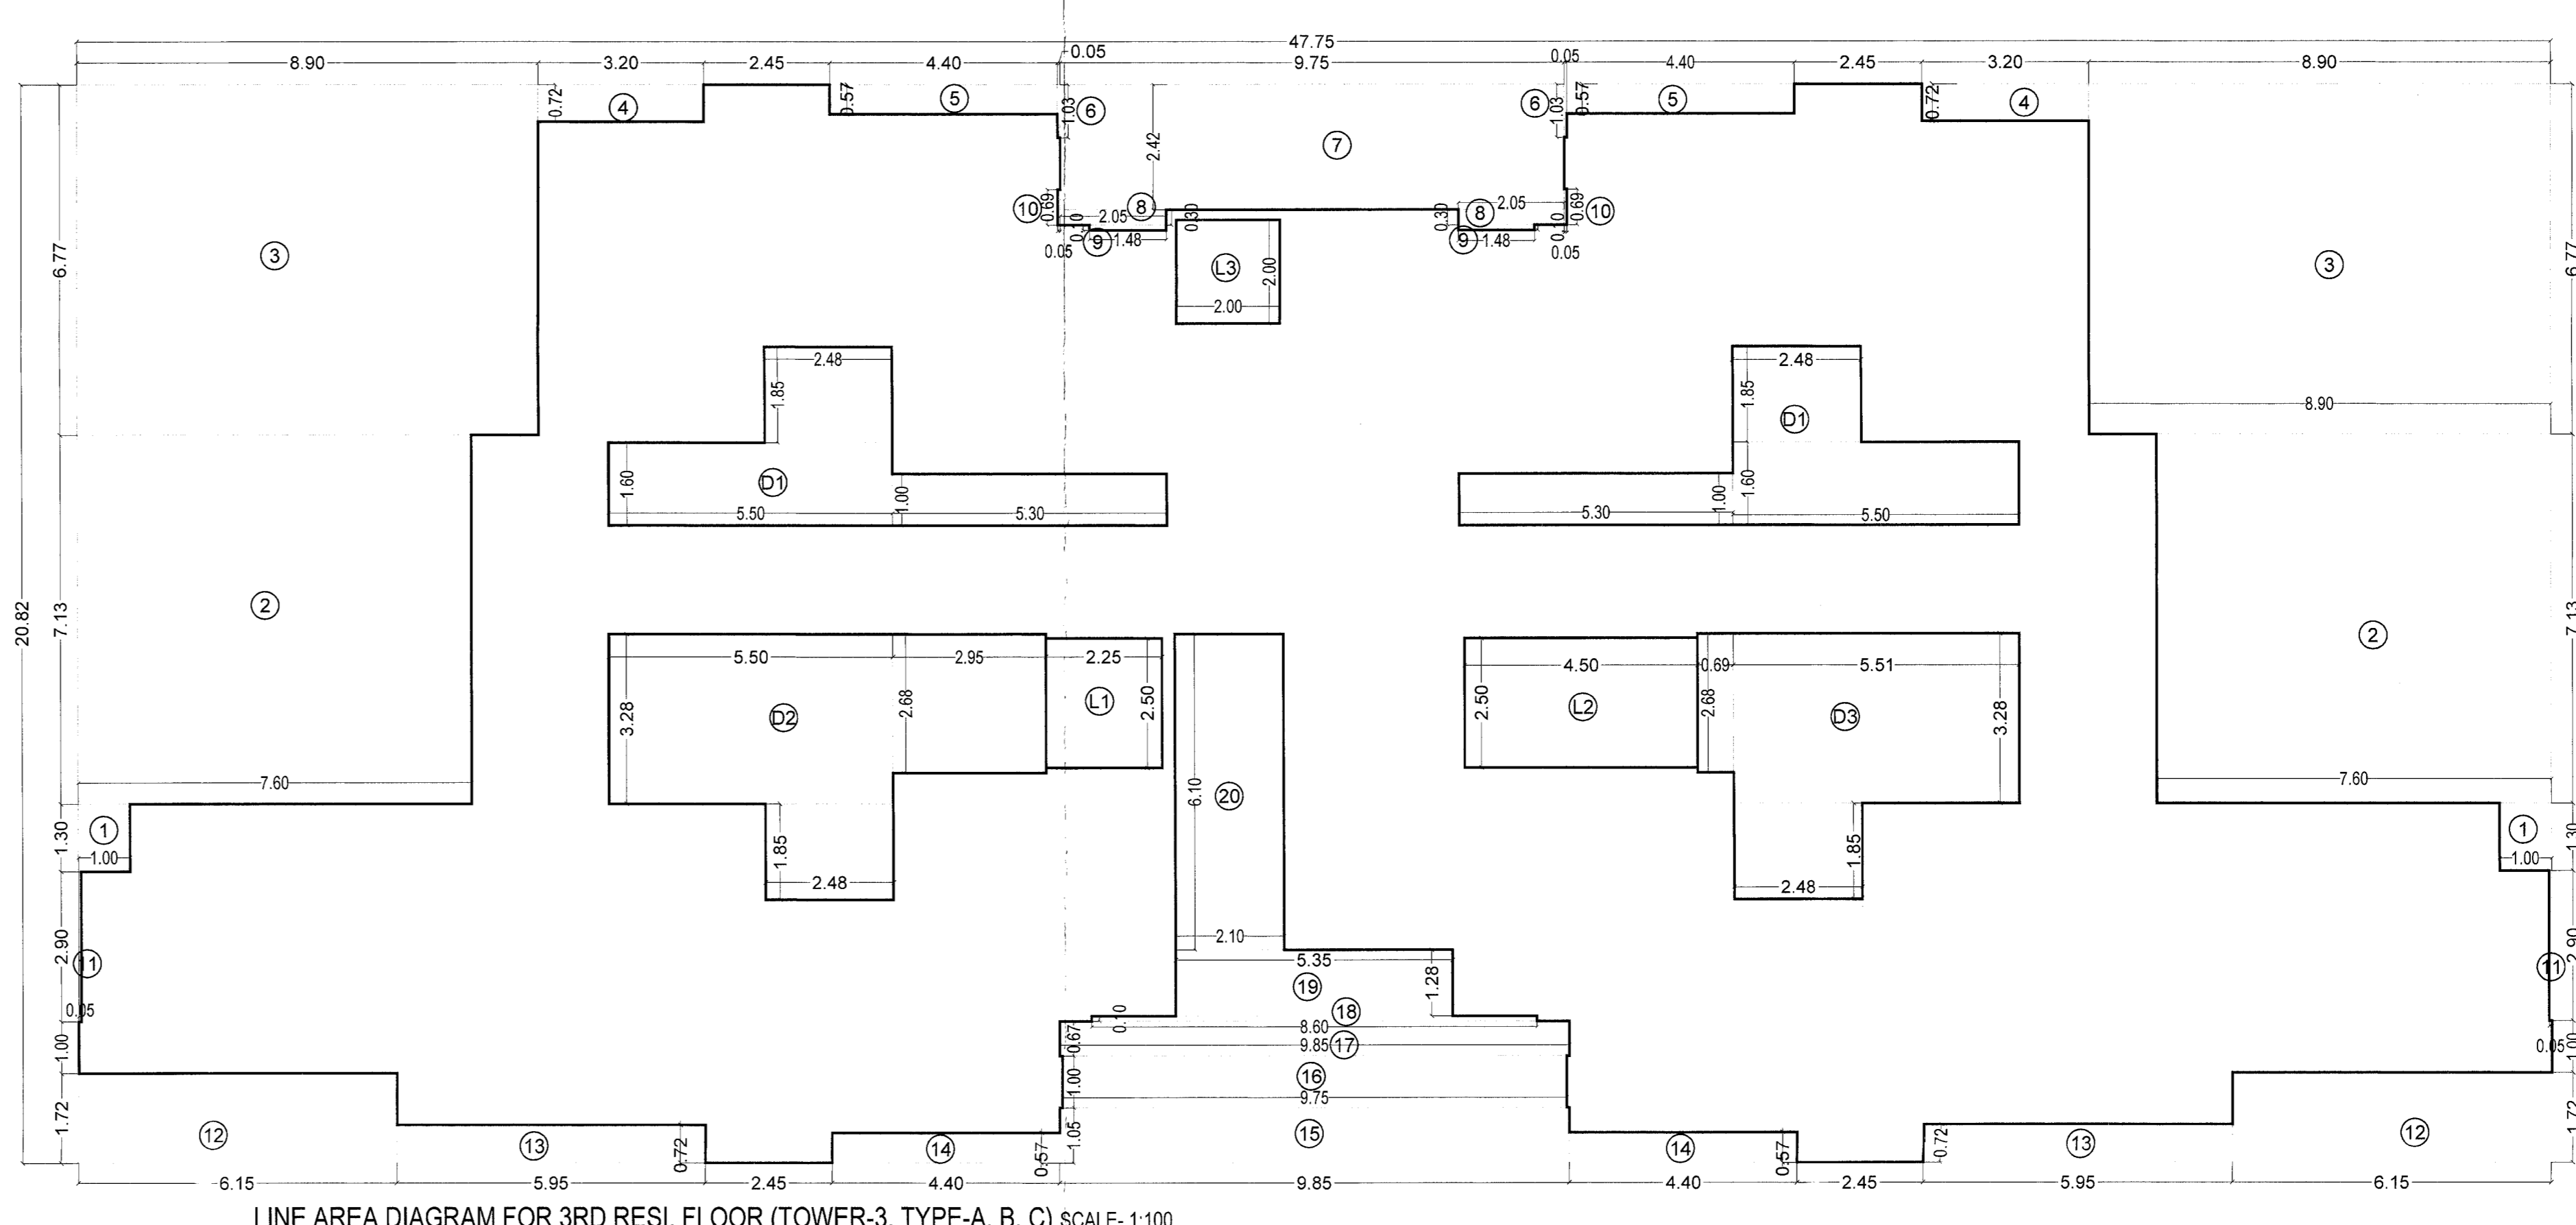 47.75
0.05
0.05
8.90 3.20 2.45 4.40 9.75 4.40 2.45 3.20 8.90
0.72 4 0.57 5 1.03 6 6 1.03 0.57 5 0.72 4
2.42 7
10 0.69 2.05 8 0.30 0.30 8 2.05 0.69 10
9 1.48 9 1.48
0.05 0.05
3 6.77 L3 2.00 3 6.77
2.00
2.48 2.48
1.85 1.85
8.90
D1
1.60 D1 1.00 1.00 1.60
5.50 5.30 5.30 5.50
20.82 7.13 2 2 7.13
5.50 2.95 2.25 4.50 0.69 5.51
3.28 D2 2.68 L1 2.50 2.50 L2 2.68 D3 3.28
7.60 7.60
6.10 20
1.30 1 1 1.30
1.00 1.85 1.85 1.00
2.48 2.48
2.10
2.90 11 5.35 11 2.90
19 1.28
0.05 0.10 18
8.60
1.00 0.67 9.85 17 0.05 1.00
1.00 16
9.75
1.72 12 13 0.72 14 0.57 1.05 15 14 0.57 0.72 13 12 1.72
6.15 5.95 2.45 4.40 9.85 4.40 2.45 5.95 6.15
LINE AREA DIAGRAM FOR 3RD RESI. FLOOR (TOWER-3, TYPE-A, B, C) SCALE- 1:100